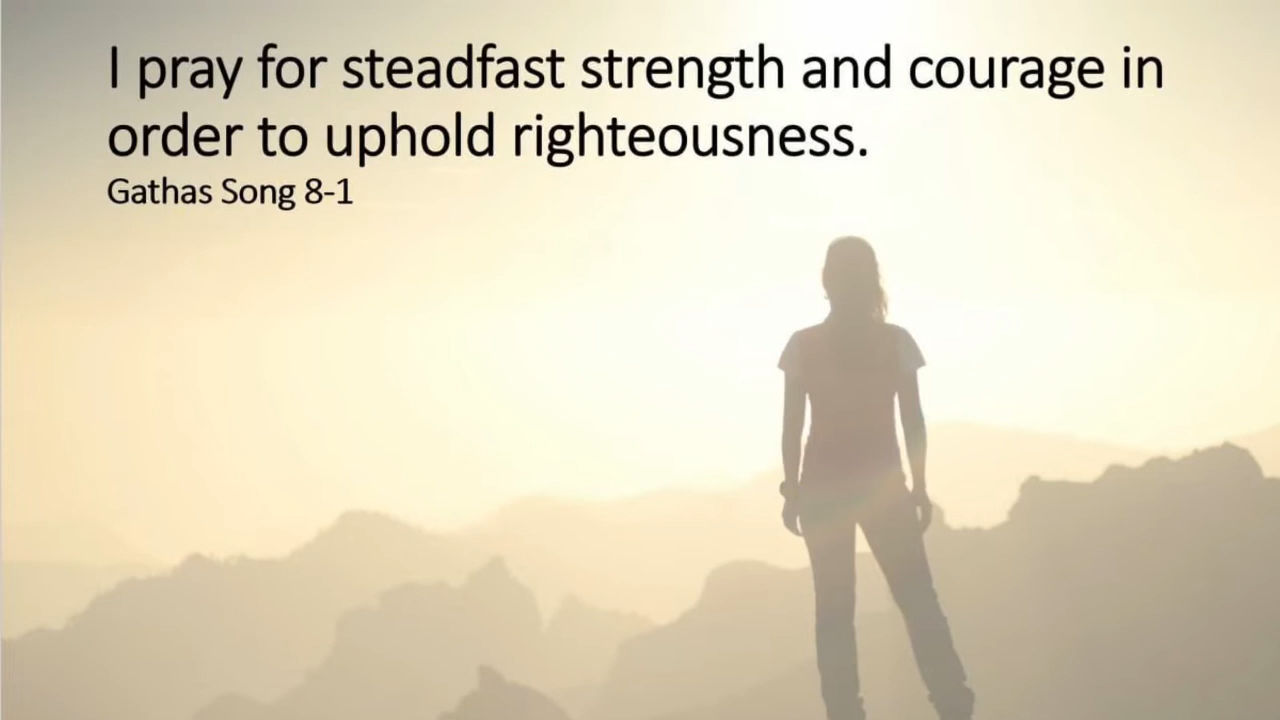 I pray for steadfast strength and courage in
order to uphold righteousness.
Gathas Song 8-1